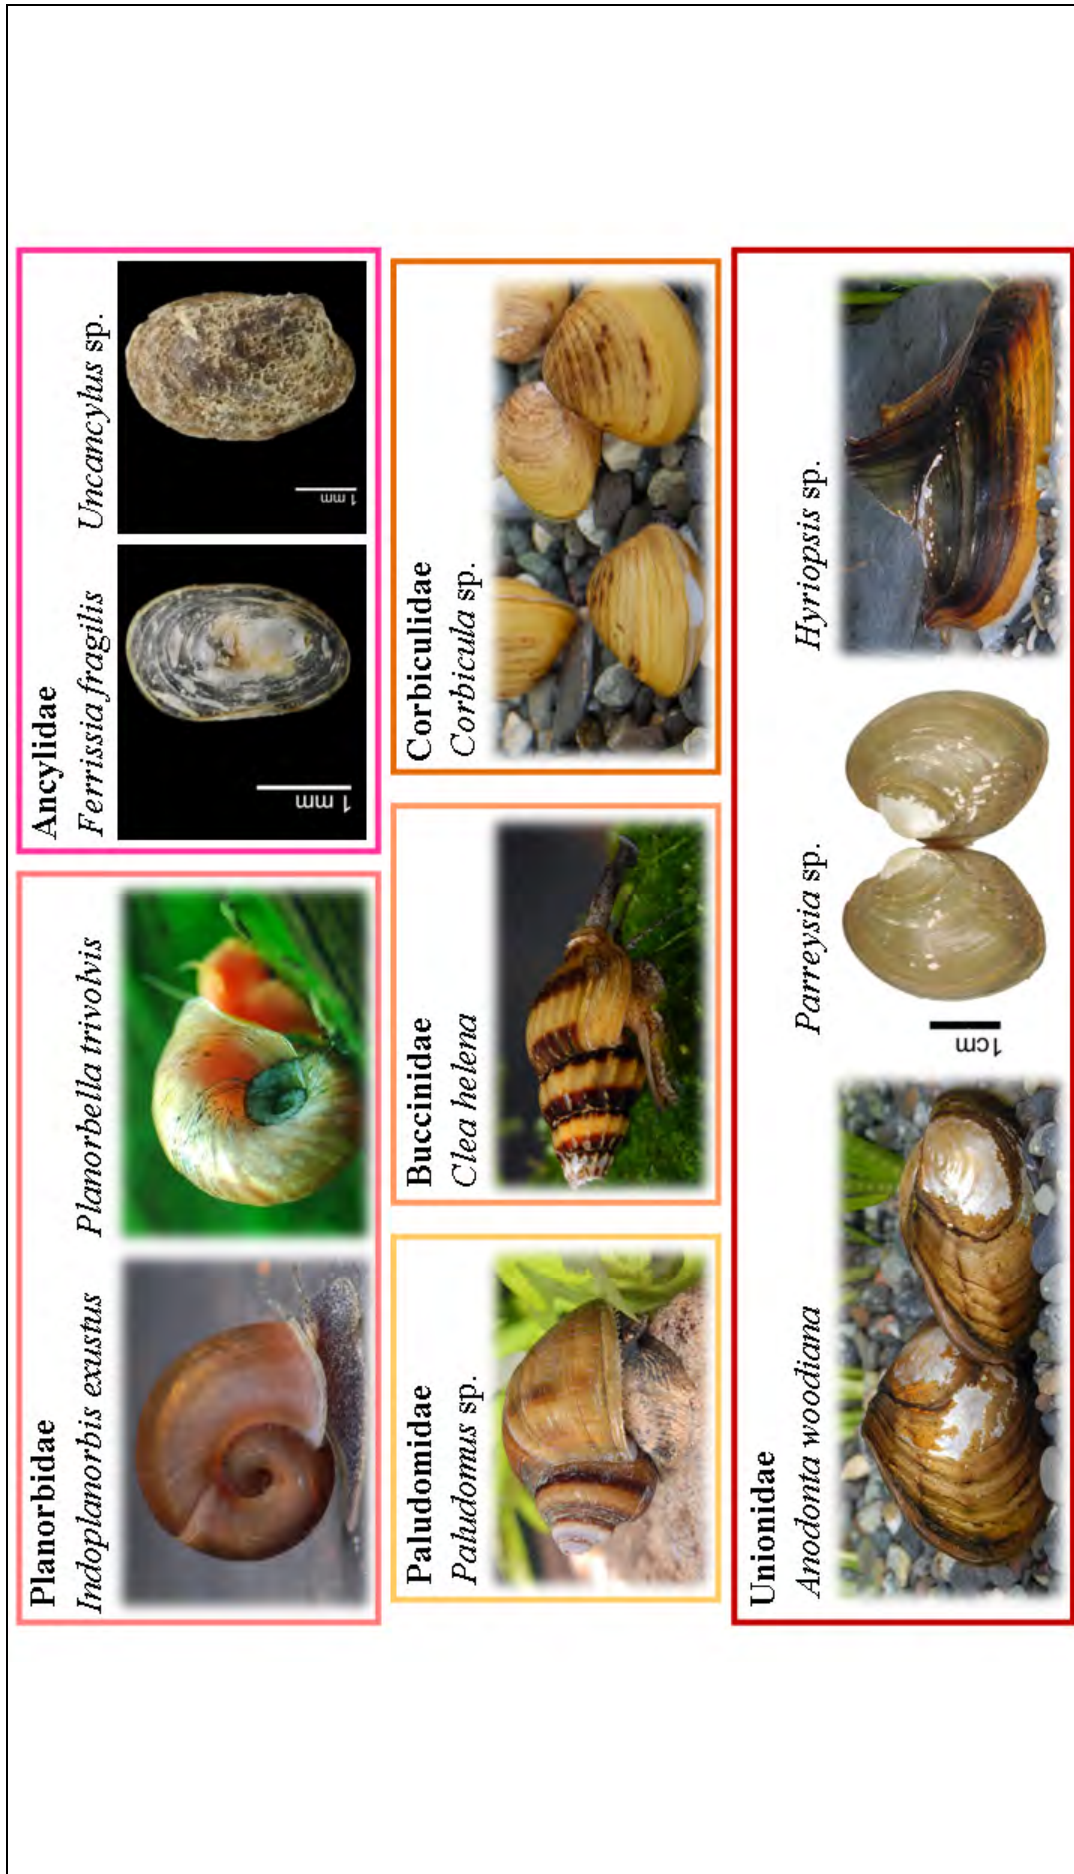 Planorbidae
Indoplanorbis exustus
Planorbella trivolvis
Ancylidae
Ferrissia fragilis
Uncancylus sp.
1 mm
1 mm
Paludomidae
Paludomus sp.
Buccinidae
Clea helena
Corbiculidae
Corbicula sp.
Unionidae
Anodonta woodiana
Parreysia sp.
Hyriopsis sp.
1cm